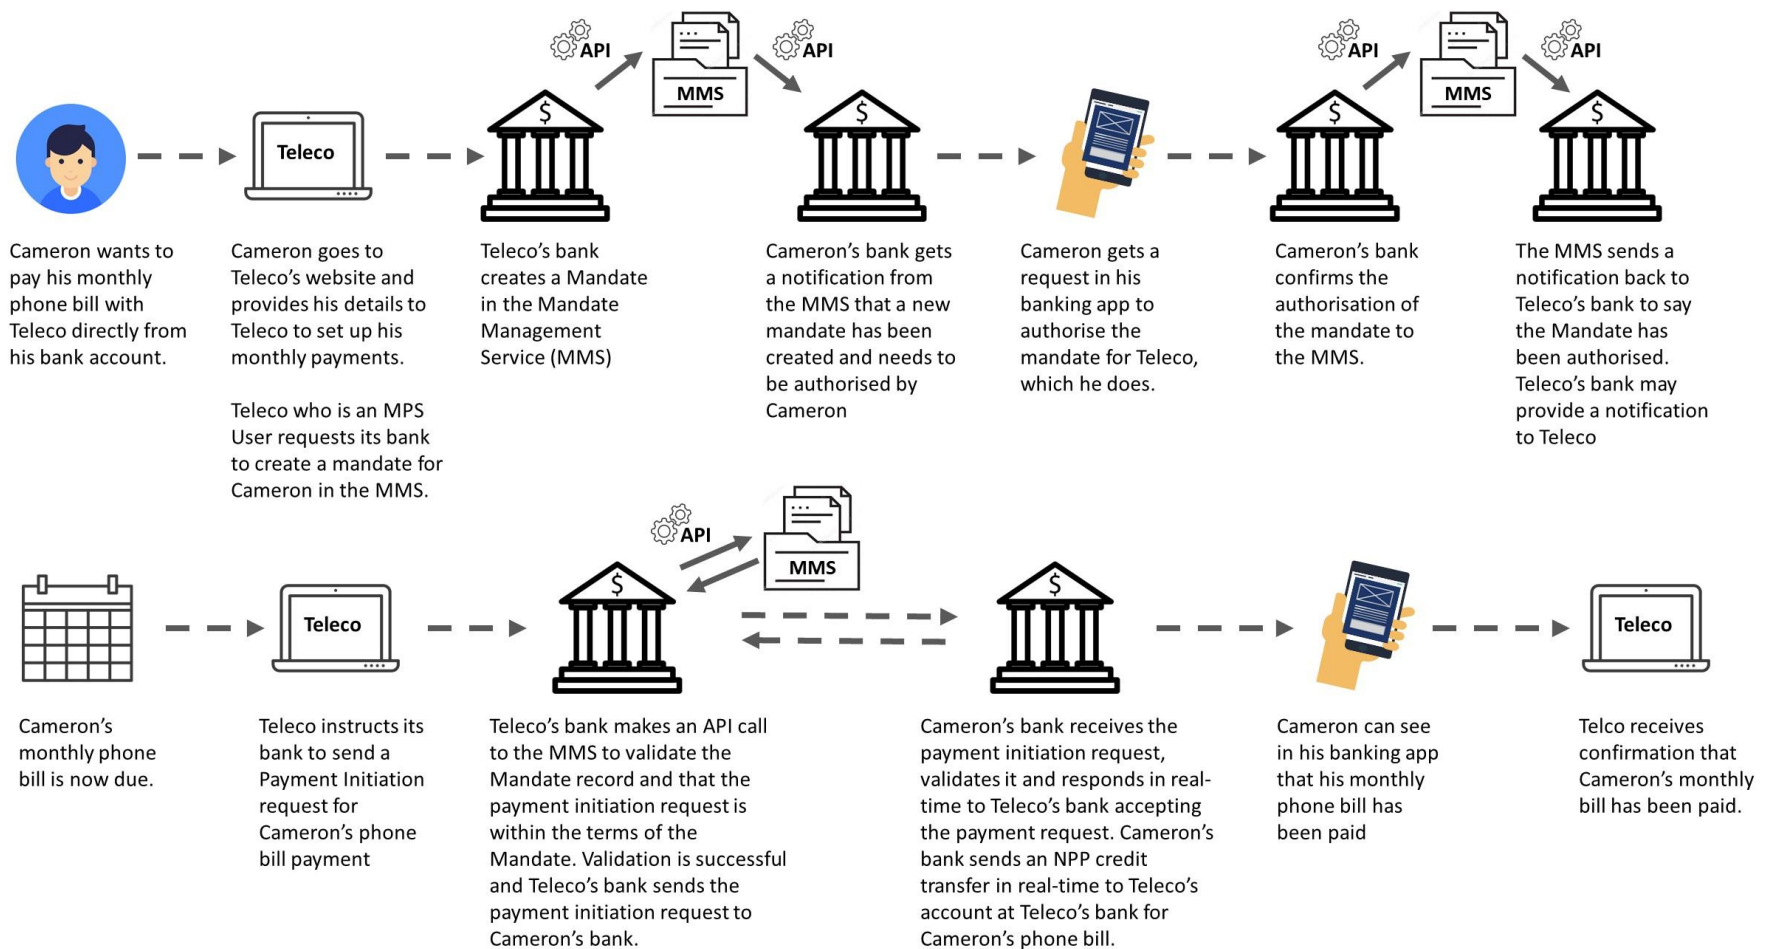 API
API
MMS
$
$
Teleco
API
API
MMS
$
$
Cameron wants to
pay his monthly
phone bill with
Teleco directly from
his bank account.
Cameron goes to
Teleco's website and
provides his details to
Teleco to set up his
monthly payments.
Teleco who is an MPS
User requests its bank
to create a mandate for
Cameron in the MMS.
Teleco's bank
creates a Mandate
in the Mandate
Management
Service (MMS)
Cameron's bank gets
a notification from
the MMS that a new
mandate has been
created and needs to
be authorised by
Cameron
Cameron gets a
request in his
banking app to
authorise the
mandate for Teleco,
which he does.
Cameron's bank
confirms the
authorisation of
the mandate to
the MMS.
The MMS sends a
notification back to
Teleco's bank to say
the Mandate has
been authorised.
Teleco's bank may
provide a notification
to Teleco
Teleco
API
MMS
$
$
Teleco
Cameron's
monthly phone
bill is now due.
Teleco instructs its
bank to send a
Payment Initiation
request for
Cameron's phone
bill payment
Teleco's bank makes an API call
to the MMS to validate the
Mandate record and that the
payment initiation request is
within the terms of the
Mandate. Validation is successful
and Teleco's bank sends the
payment initiation request to
Cameron's bank.
Cameron's bank receives the
payment initiation request,
validates it and responds in real-
time to Teleco's bank accepting
the payment request. Cameron's
bank sends an NPP credit
transfer in real-time to Teleco's
account at Teleco's bank for
Cameron's phone bill.
Cameron can see
in his banking app
that his monthly
phone bill has
been paid
Telco receives
confirmation that
Cameron's monthly
bill has been paid.